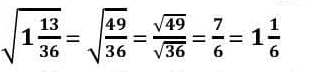 √(1 13/36) = √(49/36) = √49/√36 = 7/6 = 1 1/6